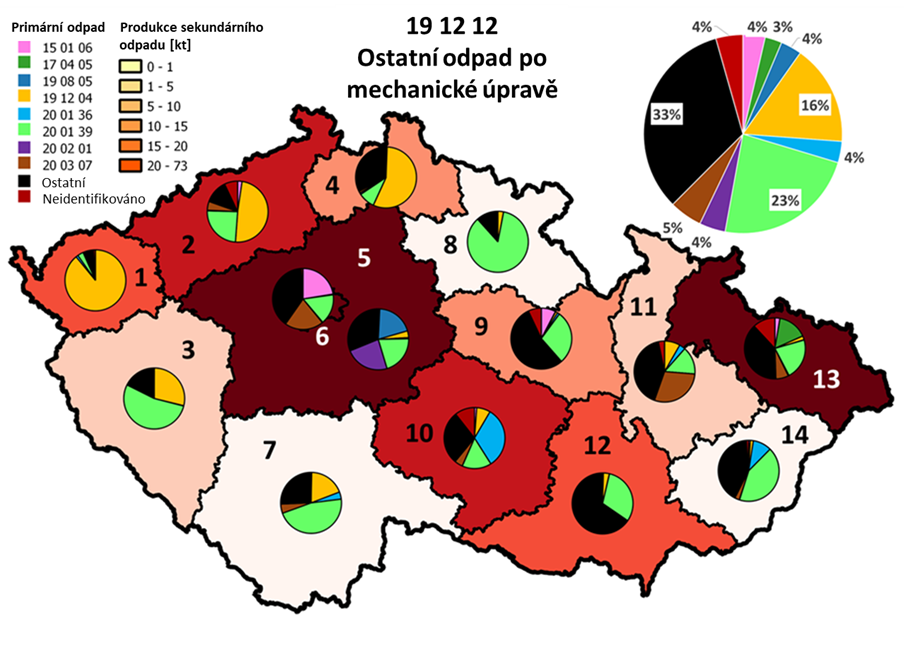 19 12 12
Ostatní odpad po
mechanické úpravě
Primární odpad
15 01 06
17 04 05
19 08 05
19 12 04
20 01 36
20 01 39
20 02 01
20 03 07
Ostatní
Neidentifikováno
Produkce sekundárního
odpadu [kt]
0 - 1
1 - 5
5 - 10
10 - 15
15 - 20
20 - 73
4%
4%
3%
4%
16%
4%
23%
4%
5%
33%
1
2
3
4
5
6
7
8
9
10
11
12
13
14